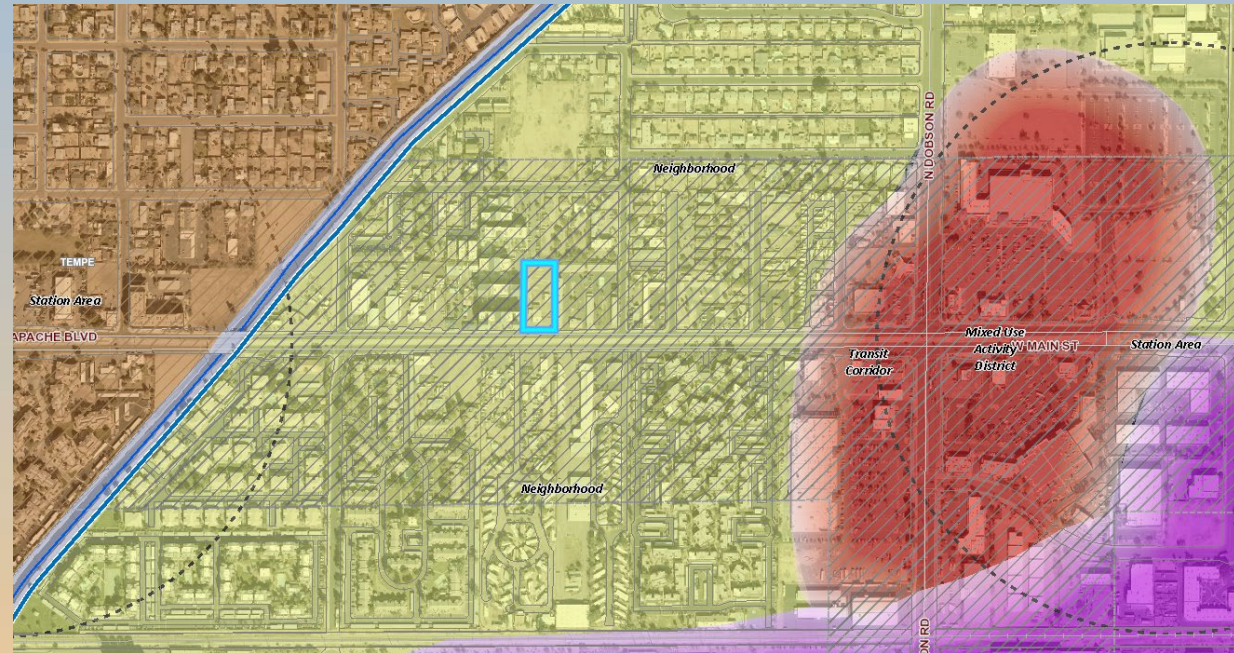 N DOBSON RD
Neighborhood
TEMPE
Station Area
APACHE BLVD
Mixed Use
Activity
District
W MAIN ST
Station Area
Transit
Corridor
Neighborhood
ON RD